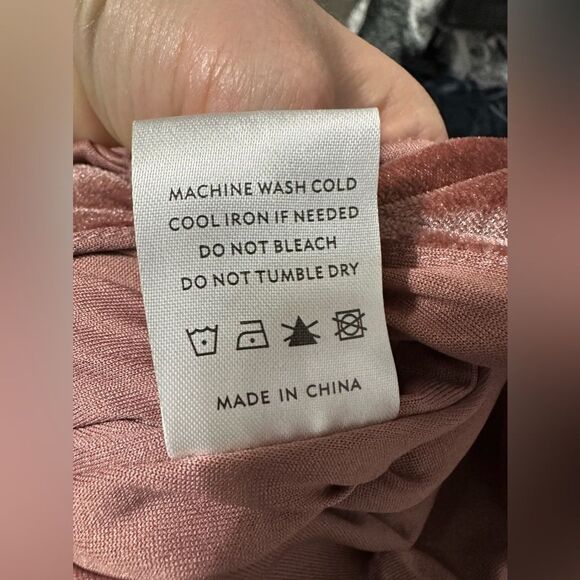 MACHINE WASH COLD
COOL IRON IF NEEDED
DO NOT BLEACH
DO NOT TUMBLE DRY
MADE IN CHINA